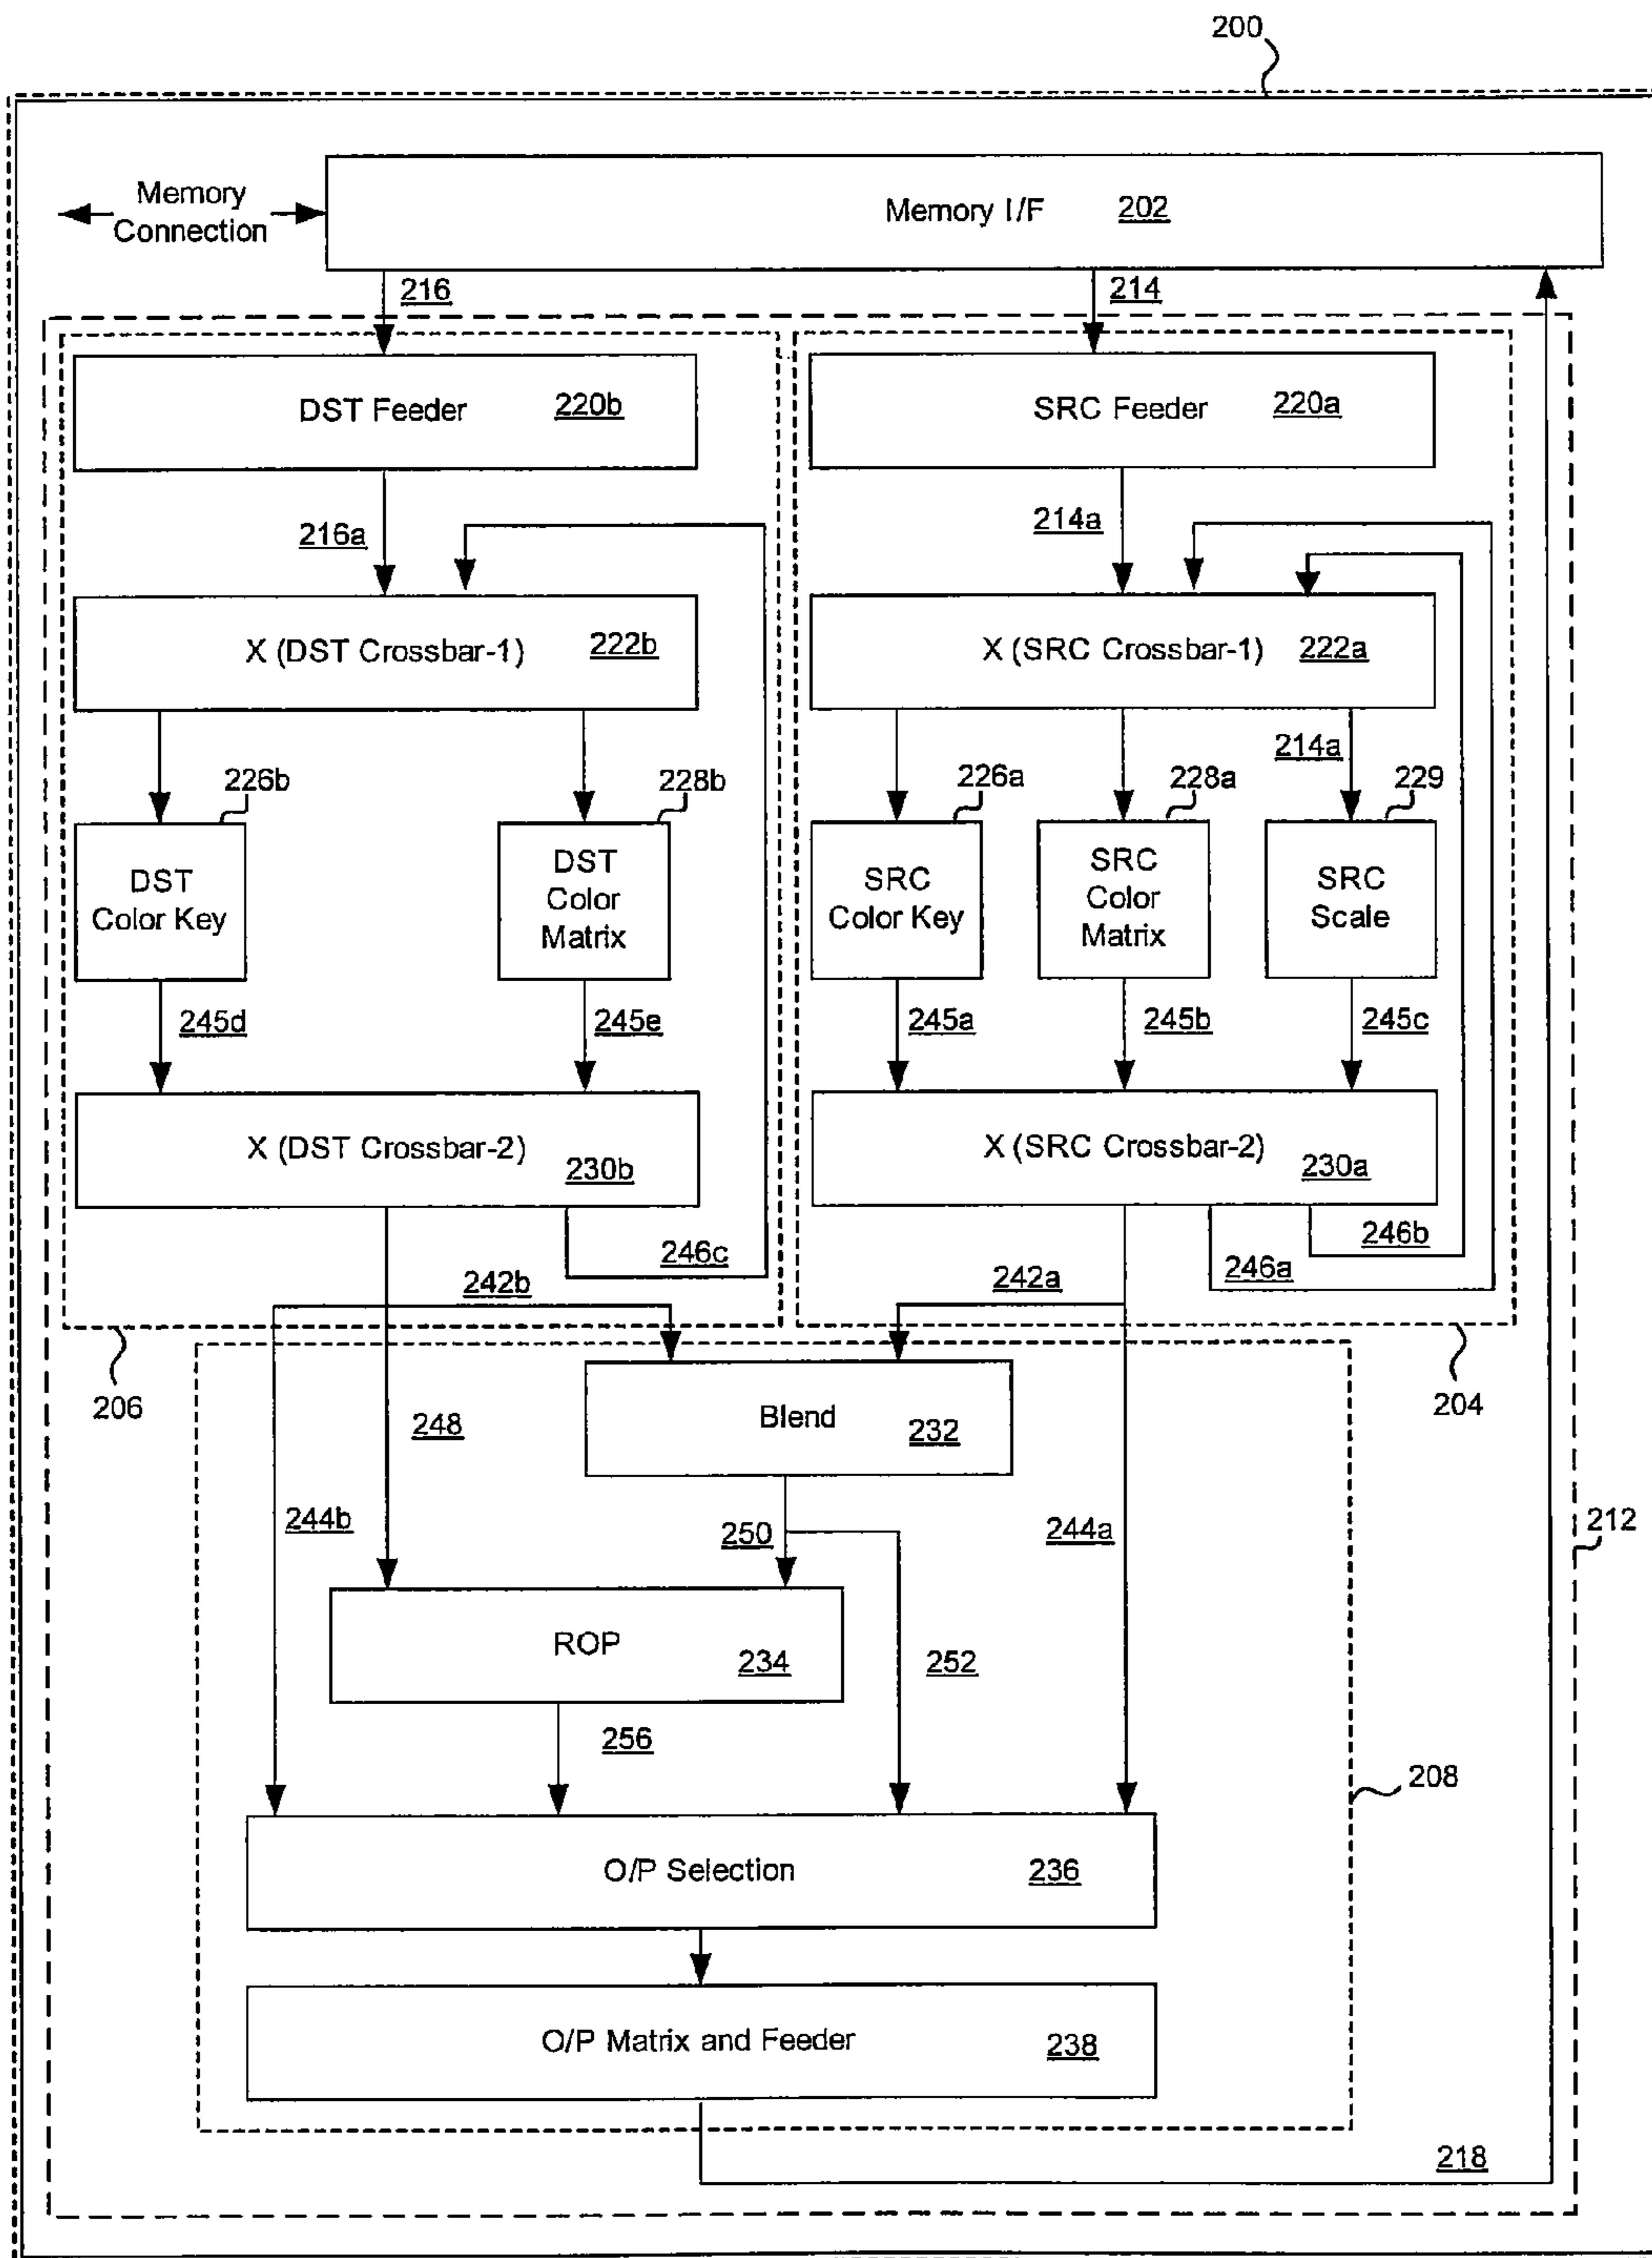 200
Memory
Connection
Memory I/F 202
216
214
DST Feeder 220b
SRC Feeder 220a
216a
214a
X (DST Crossbar-1) 222b
X (SRC Crossbar-1) 222a
214a
226b
228b
226a
228a
229
DST
Color Key
DST
Color
Matrix
SRC
Color Key
SRC
Color
Matrix
SRC
Scale
245d
245e
245a
245b
245c
X (DST Crossbar-2) 230b
X (SRC Crossbar-2) 230a
246c
246b
246a
242b
242a
206
204
Blend 232
248
244b
250
244a
212
ROP 234
252
256
208
O/P Selection 236
O/P Matrix and Feeder 238
218